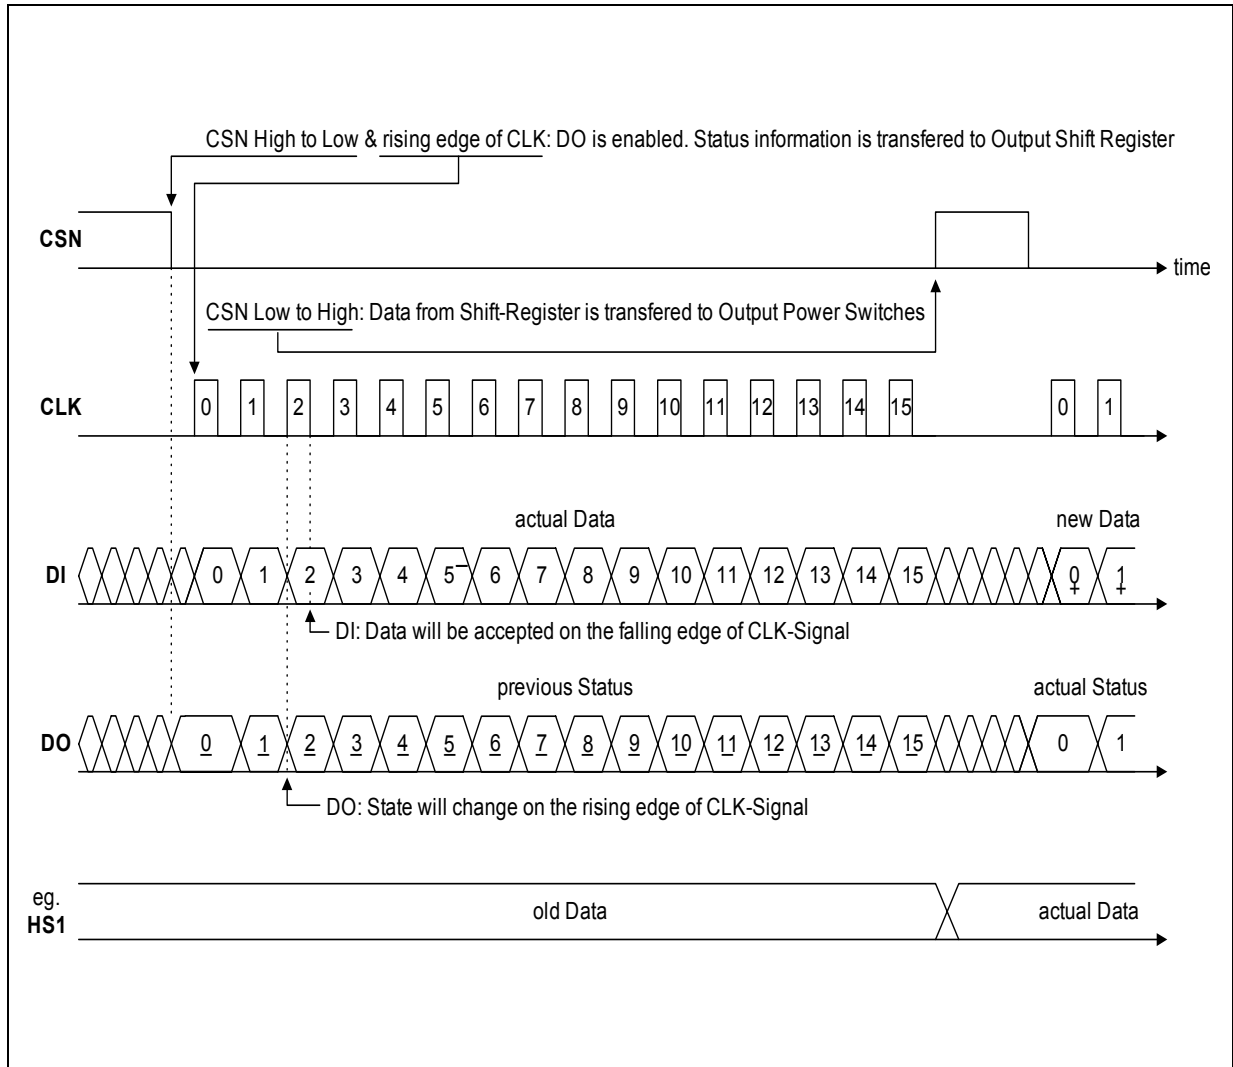 CSN High to Low & rising edge of CLK: DO is enabled. Status information is transfered to Output Shift Register
CSN
time
CSN Low to High: Data from Shift-Register is transfered to Output Power Switches
CLK
0 1 2 3 4 5 6 7 8 9 10 11 12 13 14 15 0 1
actual Data new Data
DI
0 1 2 3 4 5 6 7 8 9 10 11 12 13 14 15 0 1
+ +
DI: Data will be accepted on the falling edge of CLK-Signal
previous Status actual Status
DO
0 1 2 3 4 5 6 7 8 9 10 11 12 13 14 15 0 1
DO: State will change on the rising edge of CLK-Signal
eg.
HS1
old Data actual Data